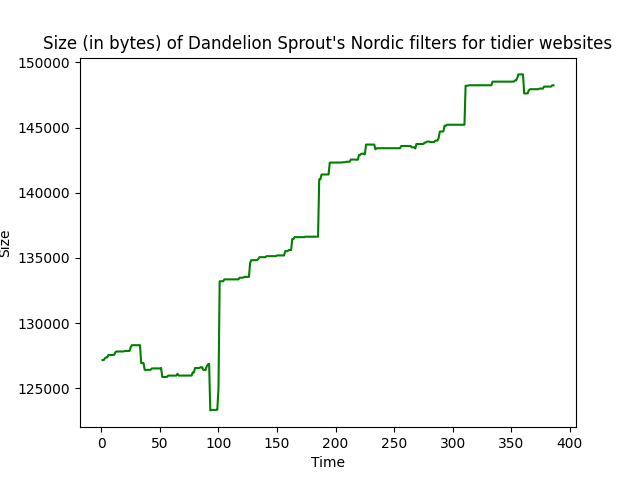 Size (in bytes) of Dandelion Sprout's Nordic filters for tidier websites
150000
145000
140000
135000
130000
125000
Size
0 50 100 150 200 250 300 350 400
Time